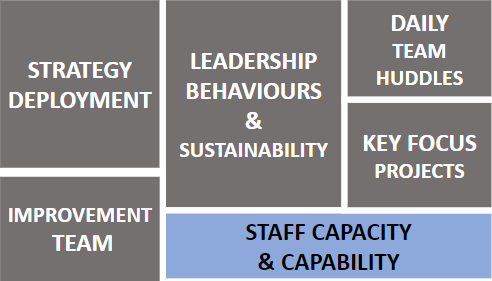 STRATEGY
DEPLOYMENT
LEADERSHIP
BEHAVIOURS
&
SUSTAINABILITY
DAILY
TEAM
HUDDLES
KEY FOCUS
PROJECTS
IMPROVEMENT
TEAM
STAFF CAPACITY
& CAPABILITY